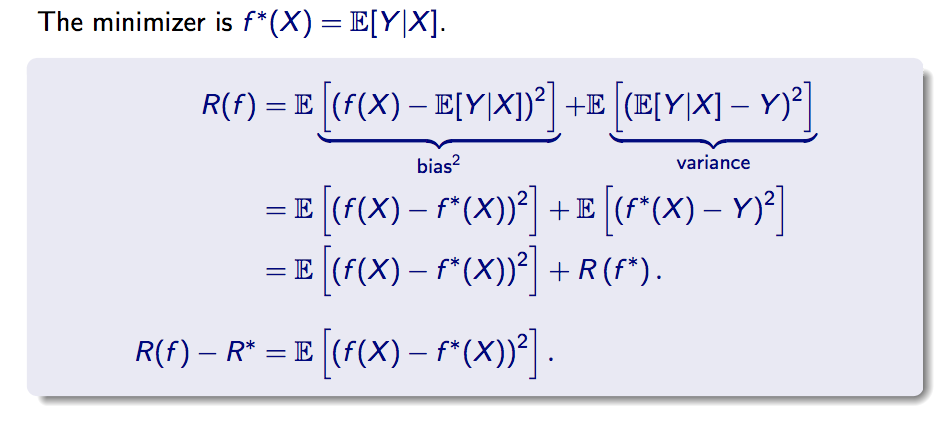 The minimizer is f*(X) = 𝔼[Y|X].
R(f) = 𝔼[(f(X) − 𝔼[Y|X])²] +𝔼[(𝔼[Y|X] − Y)²]
bias² variance
= 𝔼[(f(X) − f*(X))²] + 𝔼[(f*(X) − Y)²]
= 𝔼[(f(X) − f*(X))²] + R(f*).
R(f) − R* = 𝔼[(f(X) − f*(X))²].